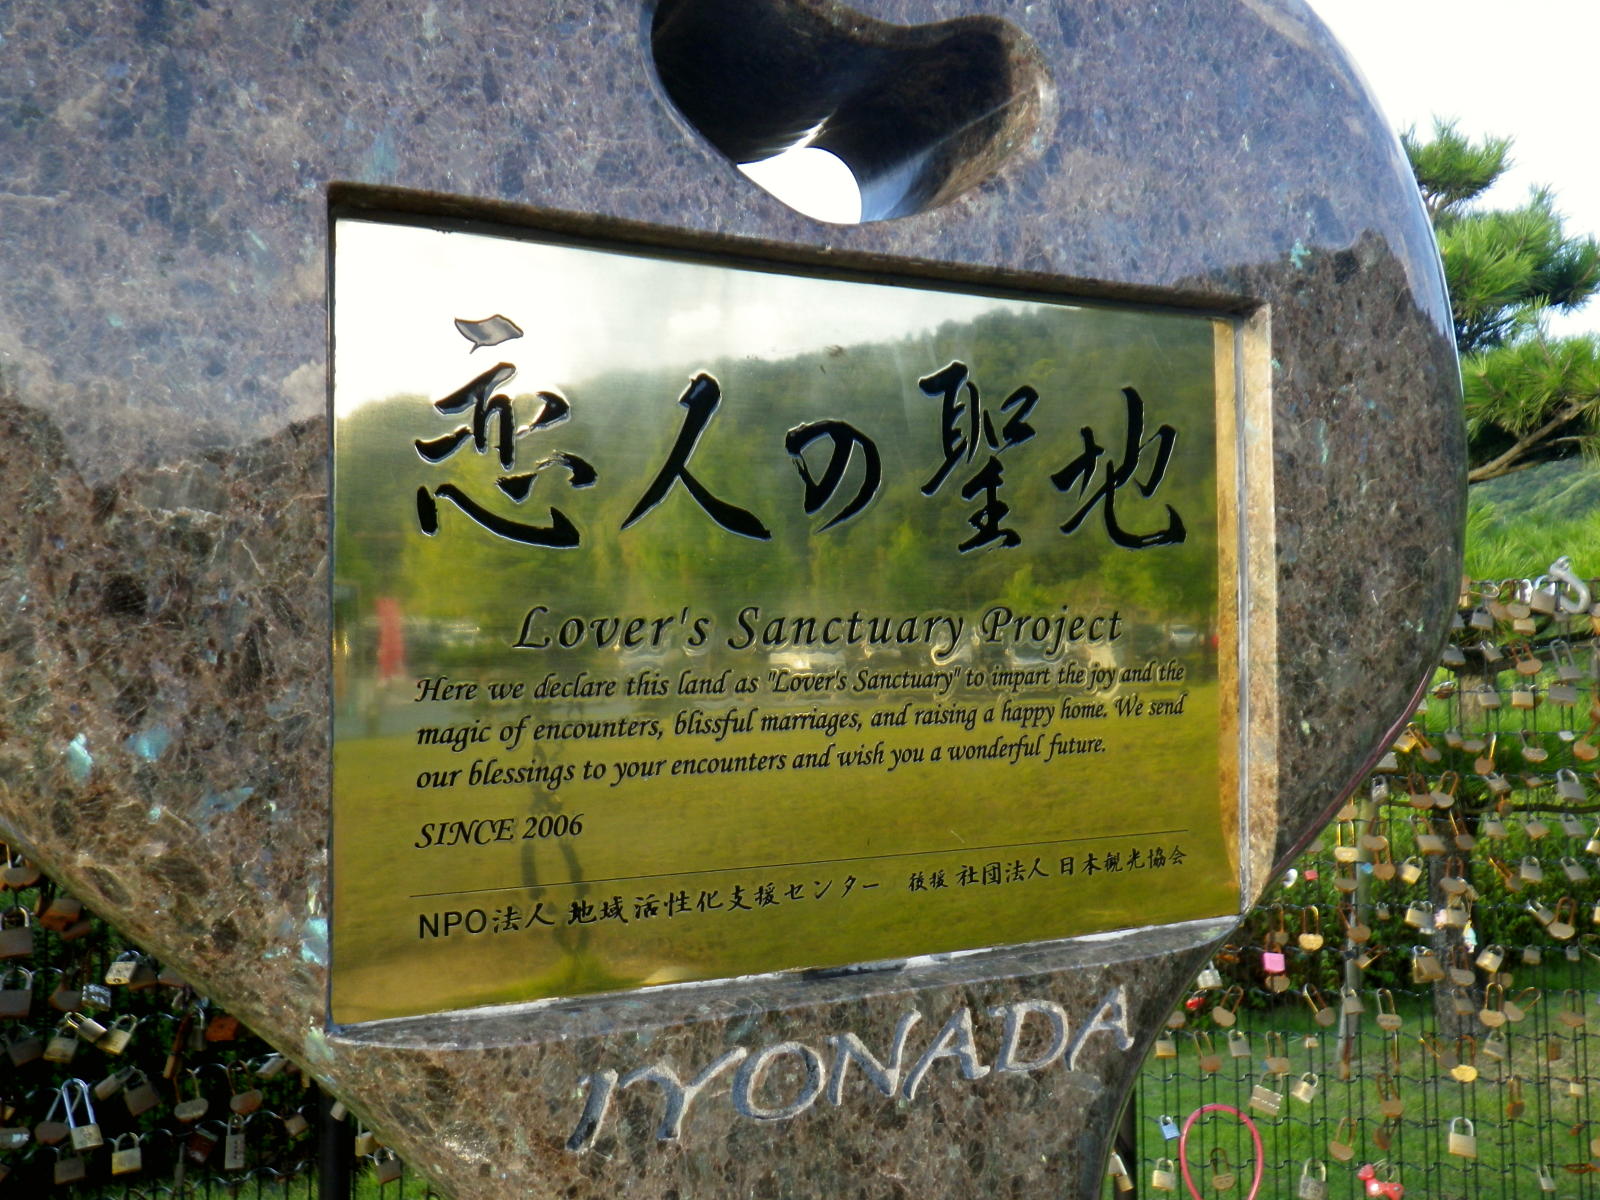 恋人の聖地
Lover's Sanctuary Project
Here we declare this land as "Lover's Sanctuary" to impart the joy and the
magic of encounters, blissful marriages, and raising a happy home. We send
our blessings to your encounters and wish you a wonderful future.
SINCE 2006
NPO法人 地域活性化支援センター 後援 社団法人 日本観光協会
IYONADA